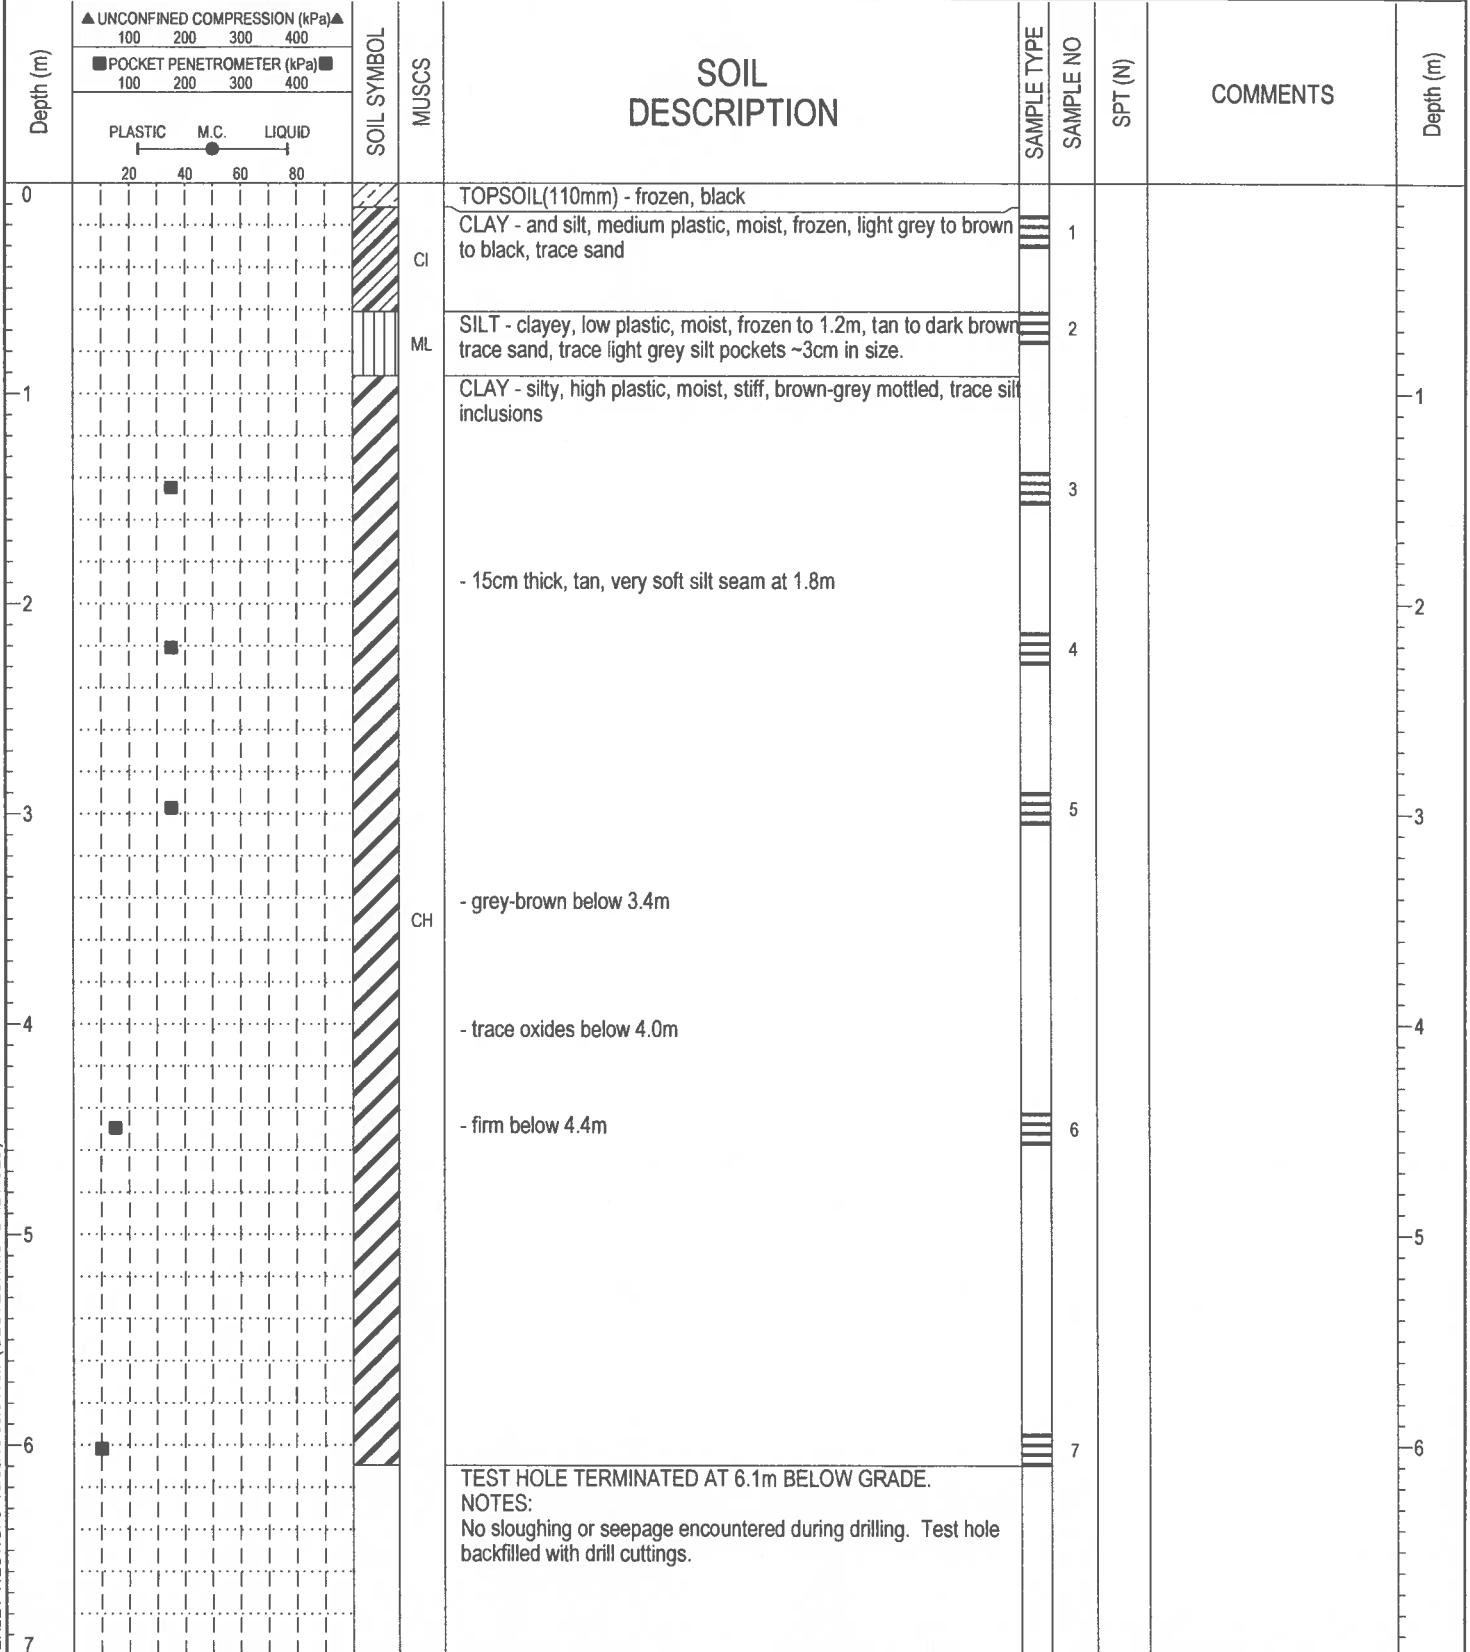 ▲ UNCONFINED COMPRESSION (kPa) ▲
100 200 300 400
■ POCKET PENETROMETER (kPa) ■
100 200 300 400
PLASTIC M.C. LIQUID
20 40 60 80
Depth (m)
SOIL SYMBOL
MUSCS
SOIL
DESCRIPTION
SAMPLE TYPE
SAMPLE NO
SPT (N)
COMMENTS
Depth (m)
0
TOPSOIL(110mm) - frozen, black
CLAY - and silt, medium plastic, moist, frozen, light grey to brown
to black, trace sand
CI
1
SILT - clayey, low plastic, moist, frozen to 1.2m, tan to dark brown
trace sand, trace light grey silt pockets ~3cm in size.
ML
2
CLAY - silty, high plastic, moist, stiff, brown-grey mottled, trace silt
inclusions
1
1
3
- 15cm thick, tan, very soft silt seam at 1.8m
2
2
4
3
5
3
- grey-brown below 3.4m
CH
4
- trace oxides below 4.0m
4
- firm below 4.4m
6
5
5
6
7
6
TEST HOLE TERMINATED AT 6.1m BELOW GRADE.
NOTES:
No sloughing or seepage encountered during drilling. Test hole
backfilled with drill cuttings.
7